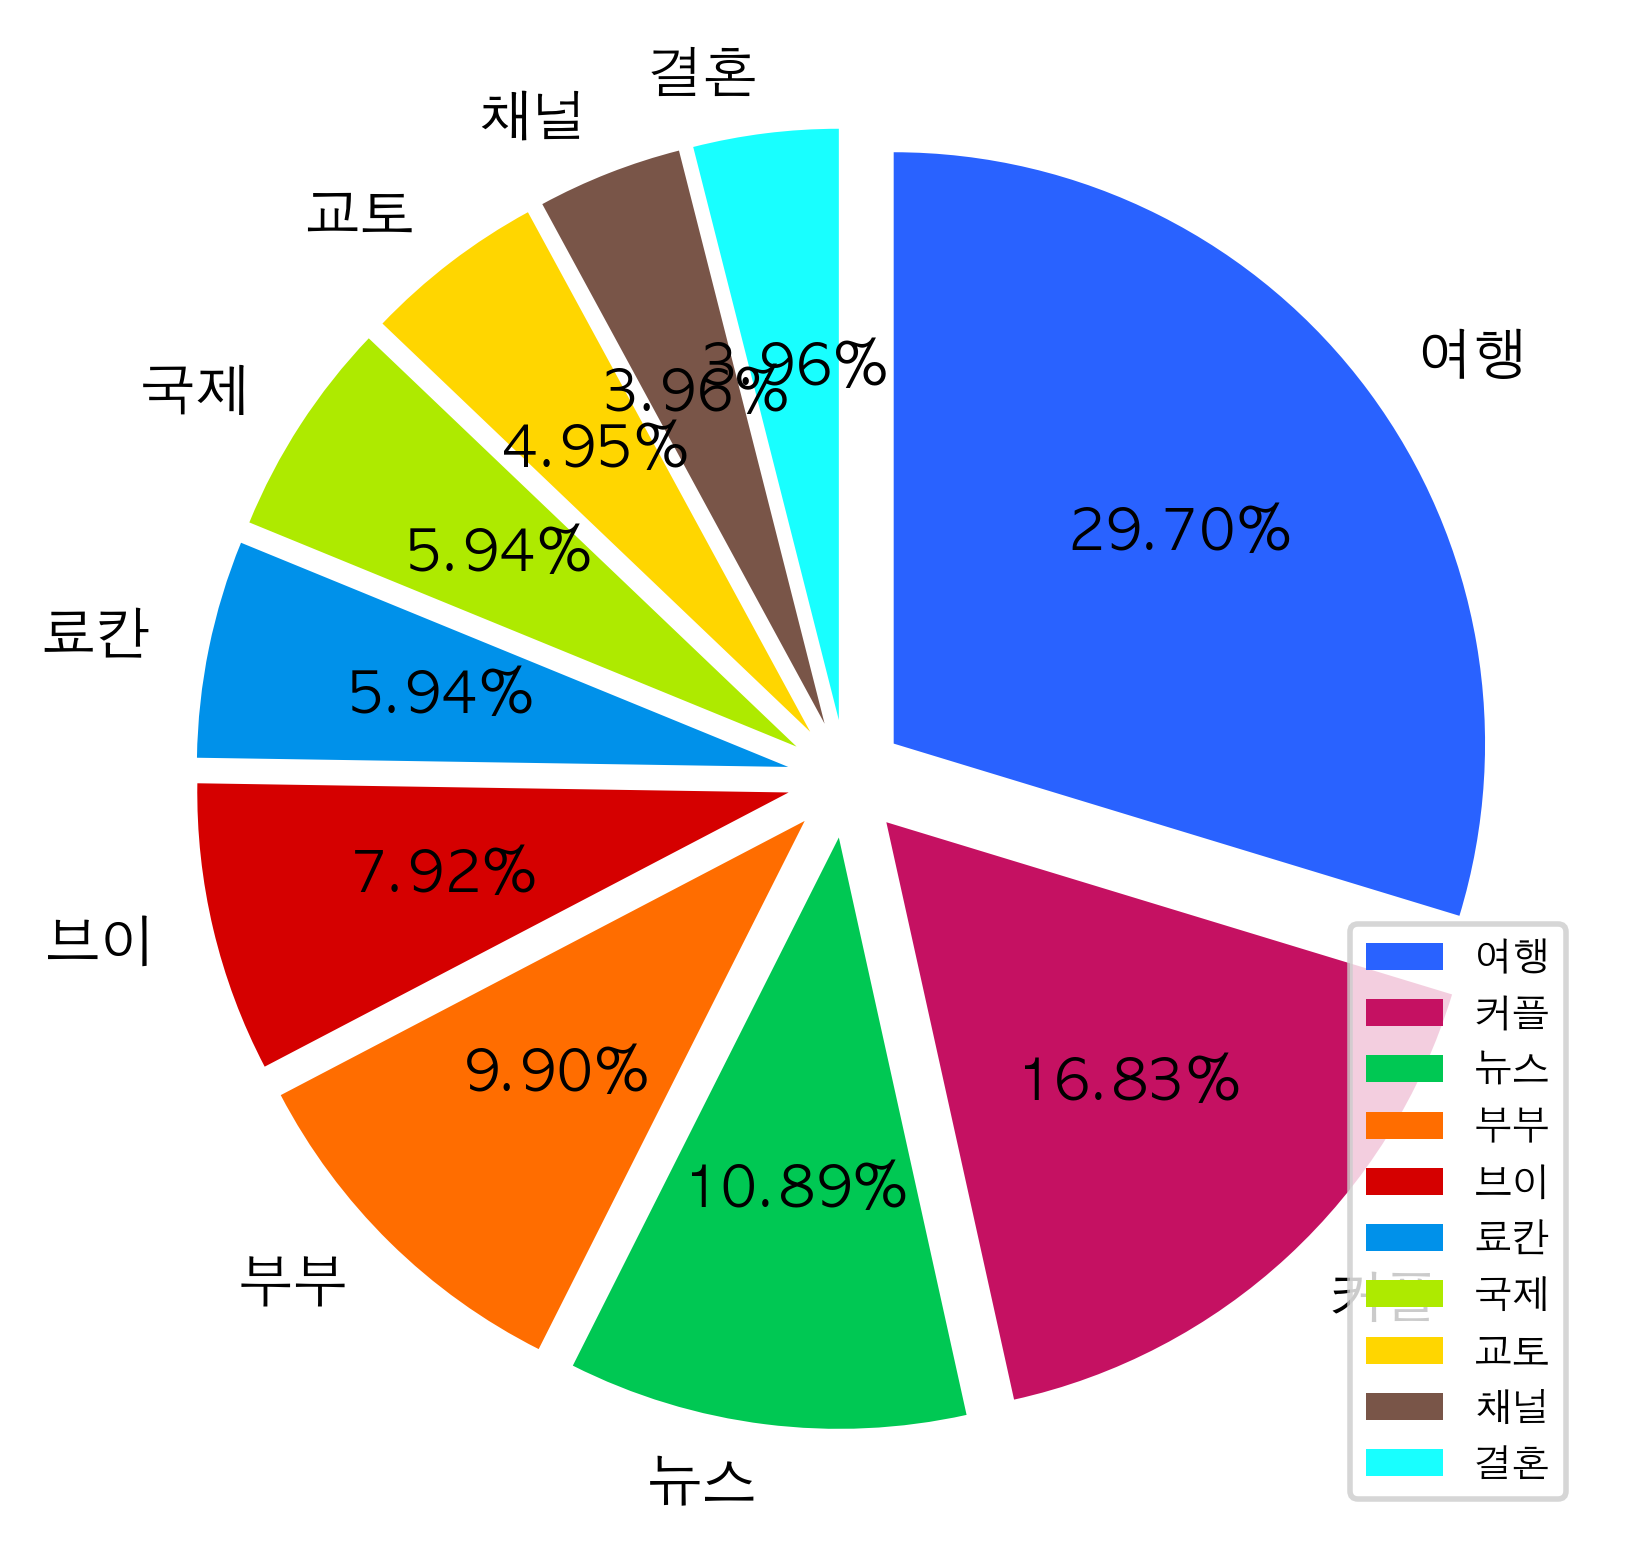 결혼
채널
교토
국제
료칸
브이
부부
뉴스
커플
여행
3.96%
3.96%
4.95%
5.94%
5.94%
7.92%
9.90%
10.89%
16.83%
29.70%
여행
커플
뉴스
부부
브이
료칸
국제
교토
채널
결혼